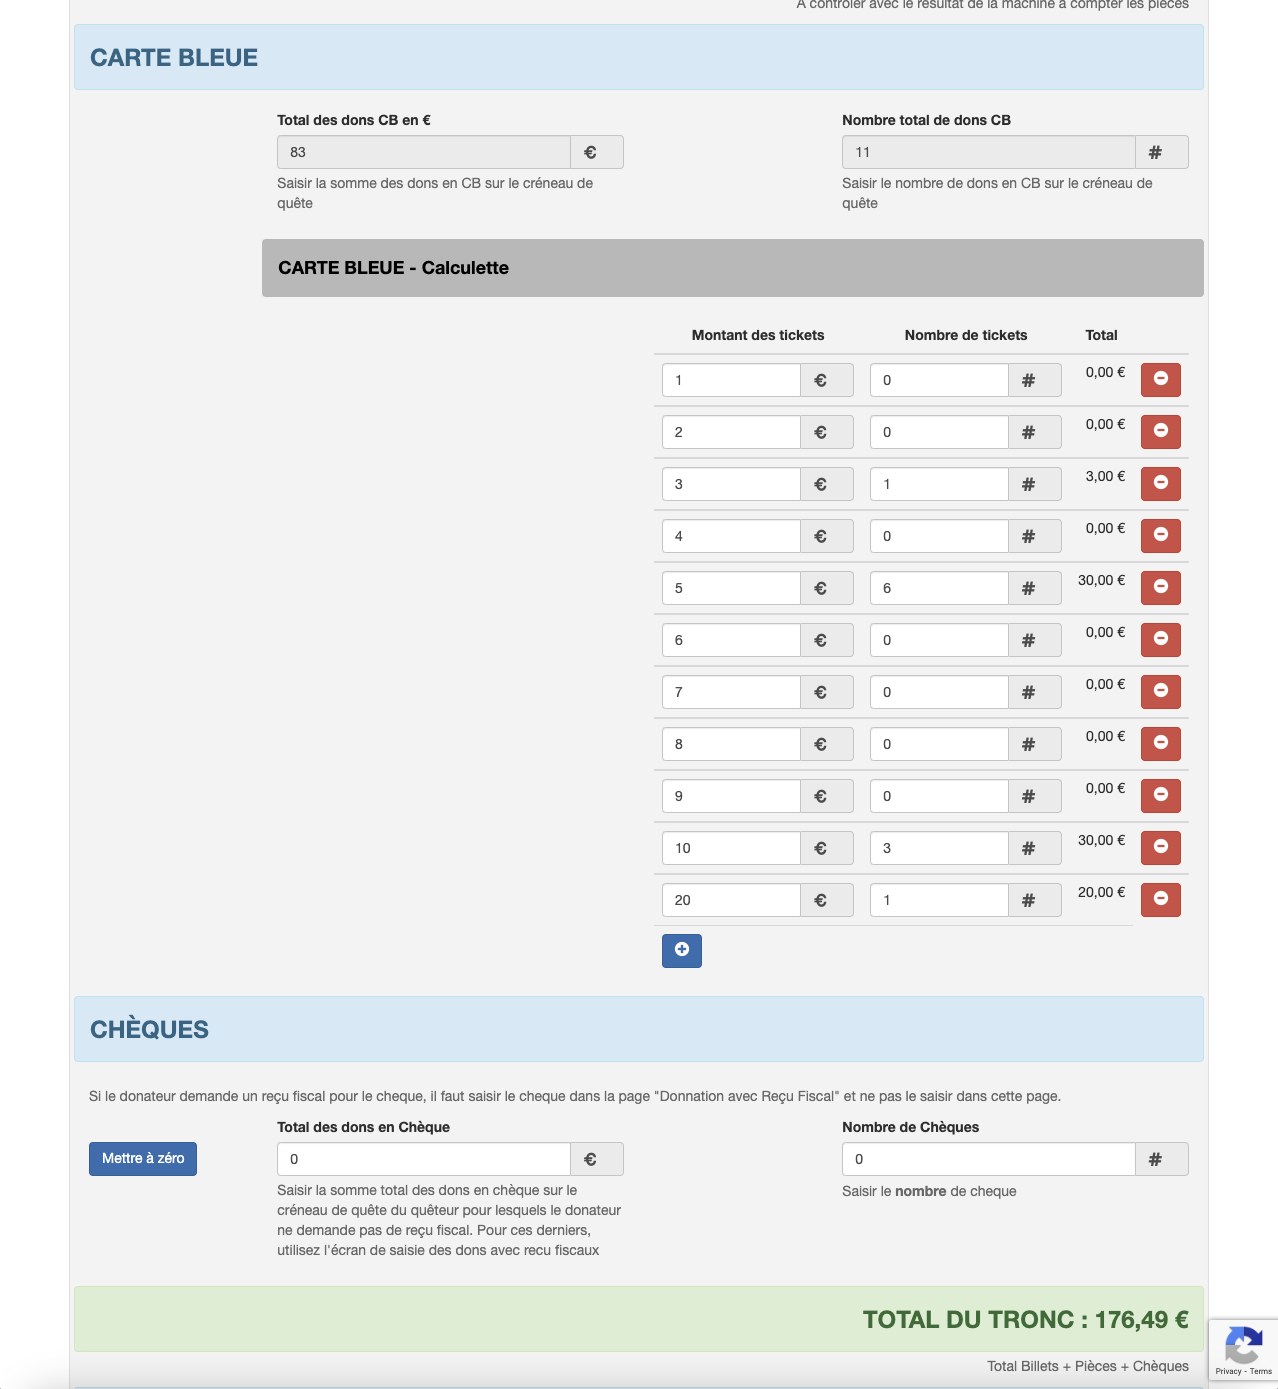 A contrôler avec le résultat de la machine à compter les pièces
CARTE BLEUE
Total des dons CB en €
Nombre total de dons CB
83 €
11 #
Saisir la somme des dons en CB sur le créneau de
quête
Saisir le nombre de dons en CB sur le créneau de
quête
CARTE BLEUE - Calculette
Montant des tickets Nombre de tickets Total
1 € 0 # 0,00 €
2 € 0 # 0,00 €
3 € 1 # 3,00 €
4 € 0 # 0,00 €
5 € 6 # 30,00 €
6 € 0 # 0,00 €
7 € 0 # 0,00 €
8 € 0 # 0,00 €
9 € 0 # 0,00 €
10 € 3 # 30,00 €
20 € 1 # 20,00 €
CHÈQUES
Si le donateur demande un reçu fiscal pour le cheque, il faut saisir le cheque dans la page "Donnation avec Reçu Fiscal" et ne pas le saisir dans cette page.
Total des dons en Chèque
Nombre de Chèques
Mettre à zéro
0 €
0 #
Saisir la somme total des dons en chèque sur le
créneau de quête du quêteur pour lesquels le donateur
ne demande pas de reçu fiscal. Pour ces derniers,
utilisez l'écran de saisie des dons avec recu fiscaux
Saisir le nombre de cheque
TOTAL DU TRONC : 176,49 €
Total Billets + Pièces + Chèques
Privacy - Terms